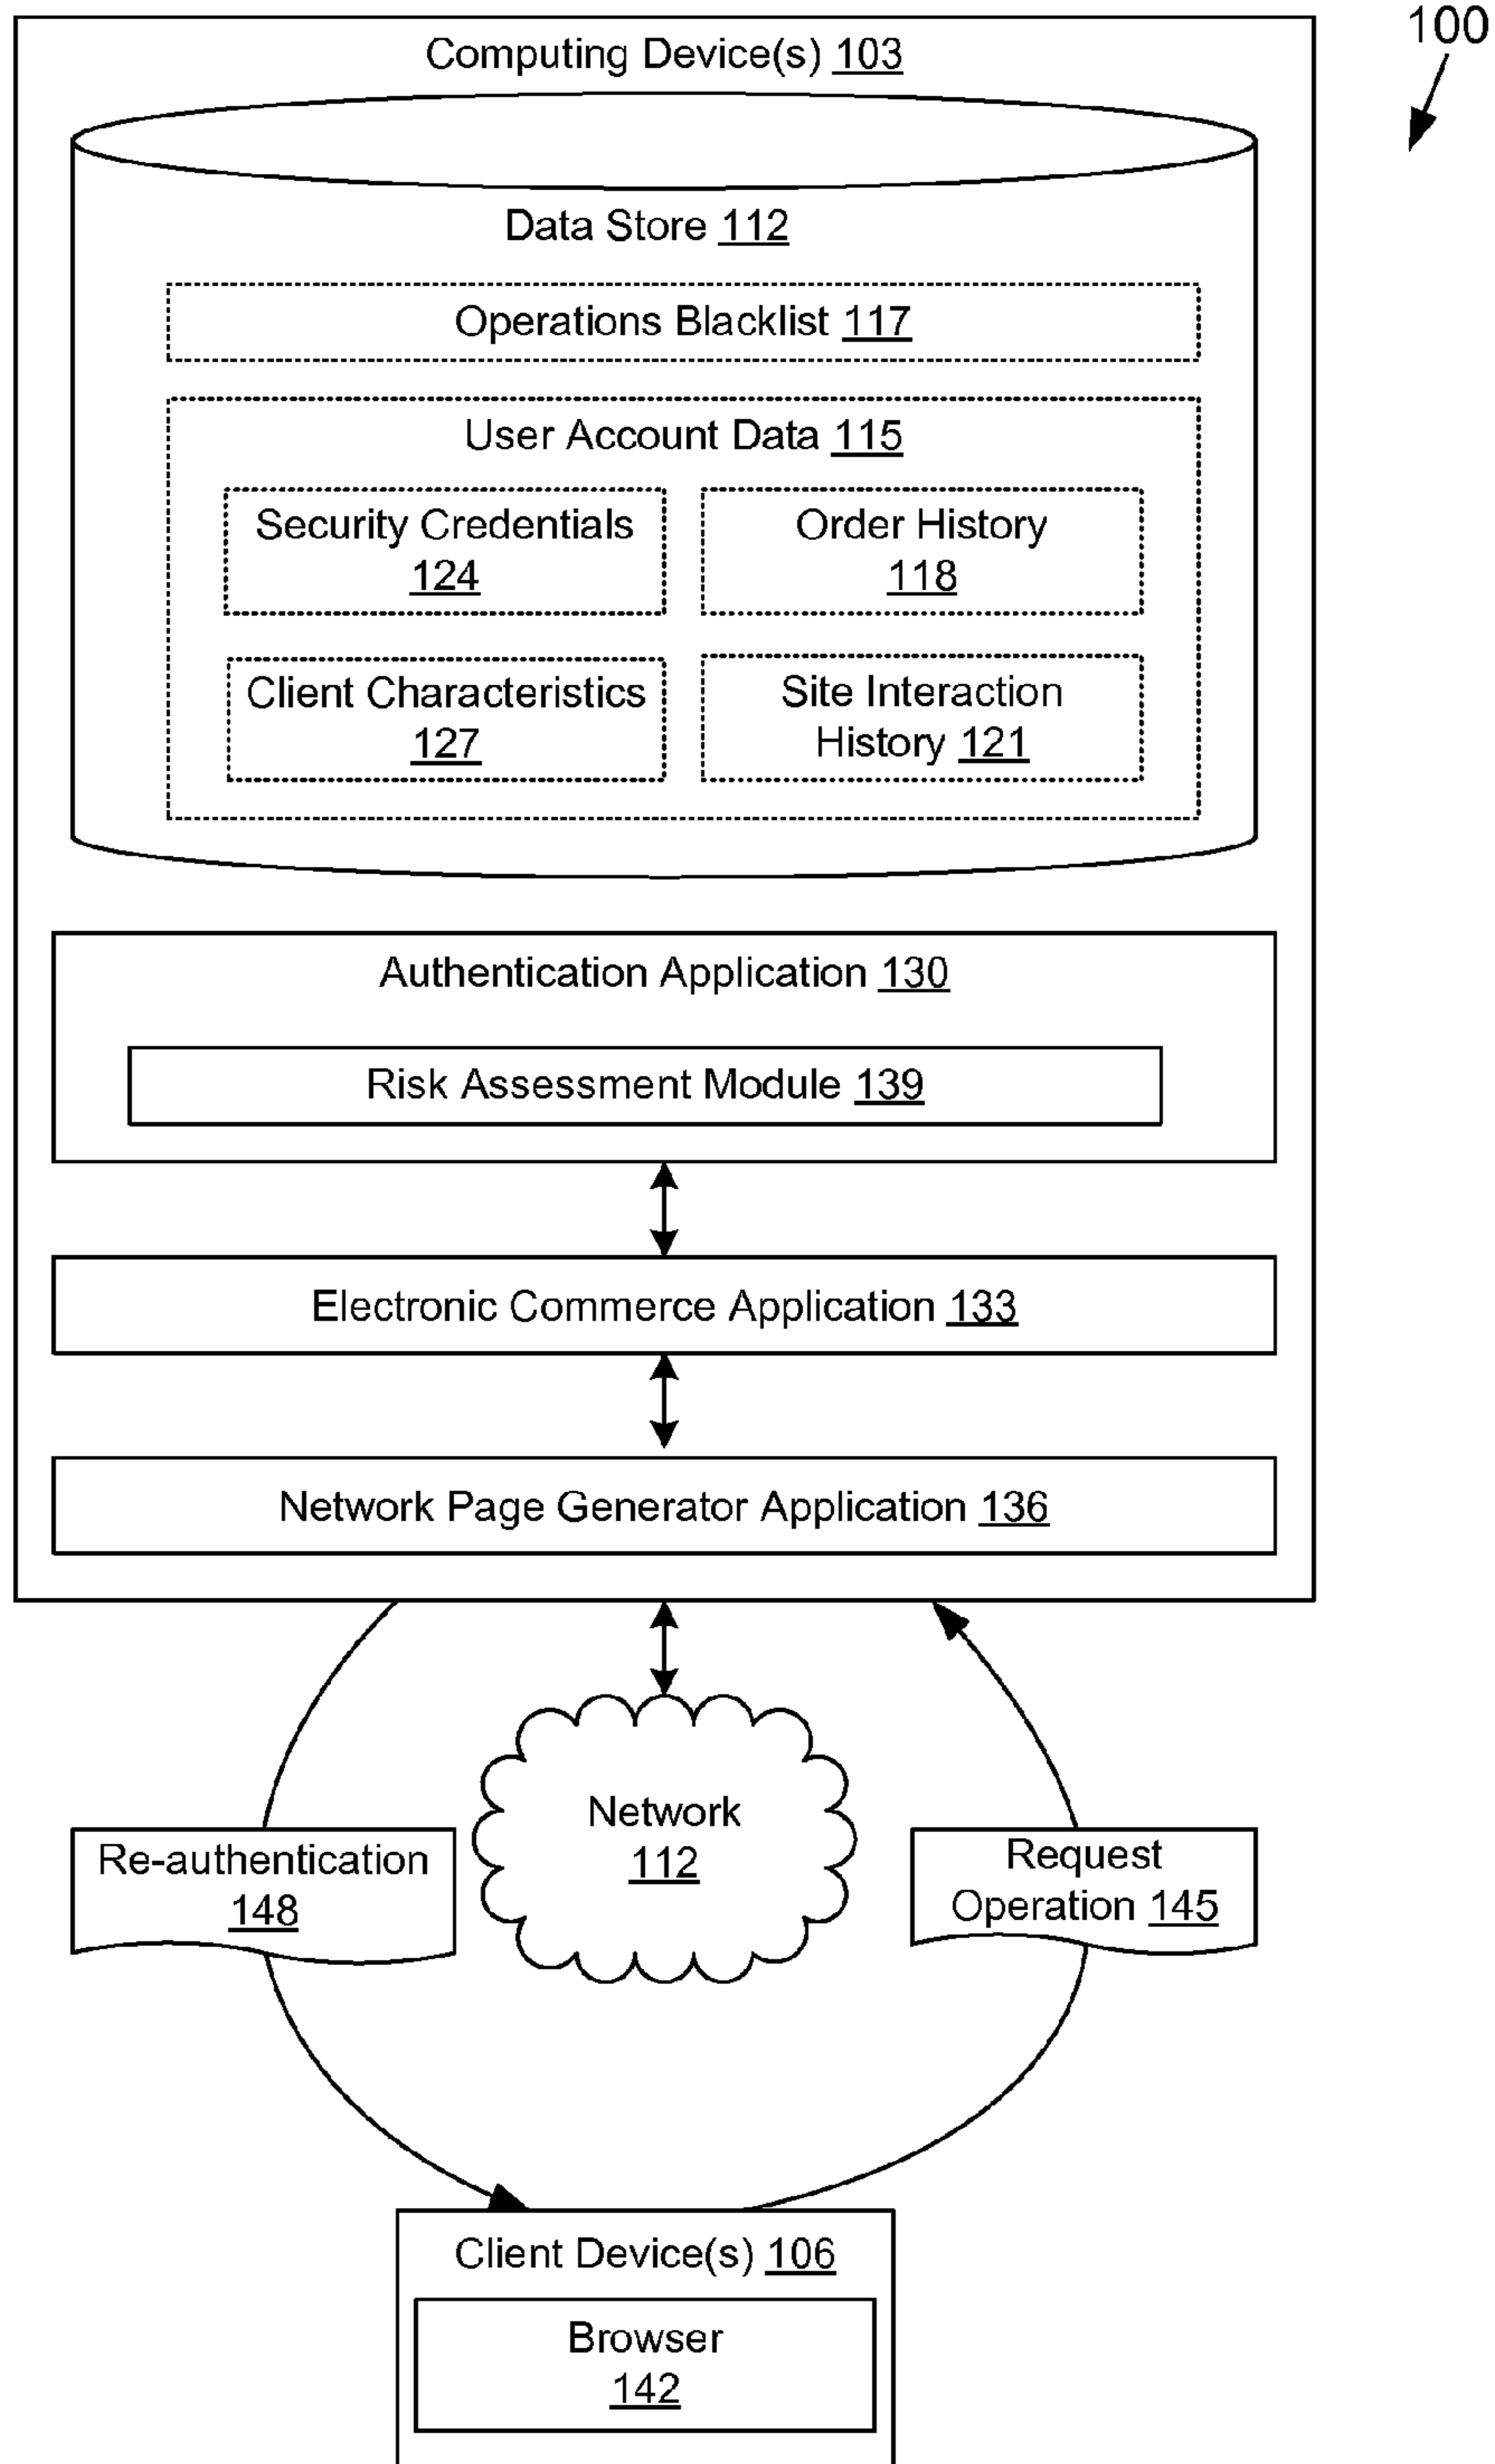 100
Computing Device(s) 103
Data Store 112
Operations Blacklist 117
User Account Data 115
Security Credentials
124
Order History
118
Client Characteristics
127
Site Interaction
History 121
Authentication Application 130
Risk Assessment Module 139
Electronic Commerce Application 133
Network Page Generator Application 136
Re-authentication
148
Network
112
Request
Operation 145
Client Device(s) 106
Browser
142